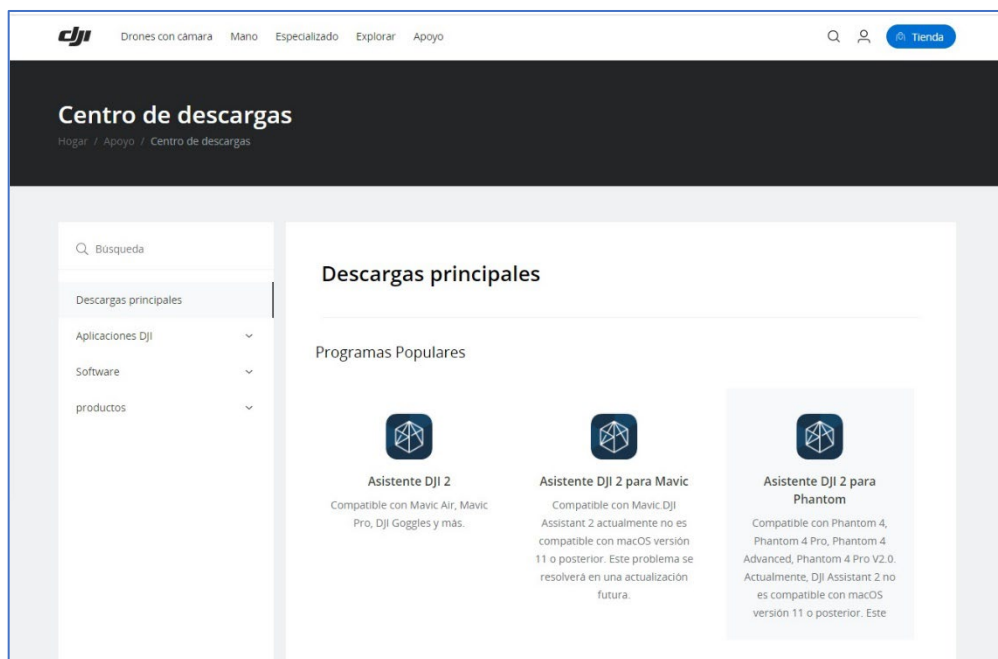 dji Drones con cámara Mano Especializado Explorar Apoyo Tienda
Centro de descargas
Hogar / Apoyo / Centro de descargas
Búsqueda
Descargas principales
Aplicaciones DJI
Software
productos
Descargas principales
Programas Populares
Asistente DJI 2
Compatible con Mavic Air, Mavic
Pro, DJI Goggles y más.
Asistente DJI 2 para Mavic
Compatible con Mavic.DJI
Assistant 2 actualmente no es
compatible con macOS versión
11 o posterior. Este problema se
resolverá en una actualización
futura.
Asistente DJI 2 para
Phantom
Compatible con Phantom 4,
Phantom 4 Pro, Phantom 4
Advanced, Phantom 4 Pro V2.0.
Actualmente, DJI Assistant 2 no
es compatible con macOS
versión 11 o posterior. Este